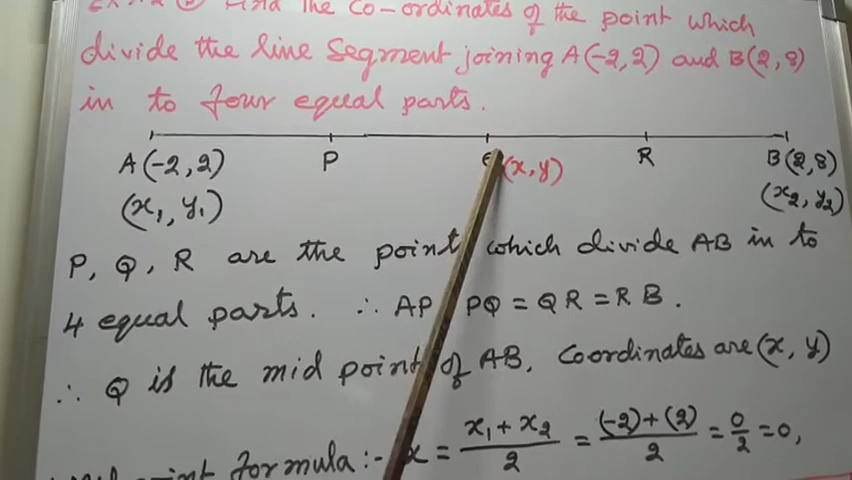 Find the Co-ordinates of the point which
divide the line Segment joining A(-2, 2) and B(2, 8)
in to four equal parts.
A(-2, 2) P (x, y) R B(2, 8)
(x₁, y₁) (x₂, y₂)
P, Q, R are the point which divide AB in to
4 equal parts. ∴ AP PQ = QR = RB.
∴ Q is the mid point of AB, Coordinates are (x, y)
formula:- x = x₁ + x₂ / 2 = (-2) + (2) / 2 = 0/2 = 0,